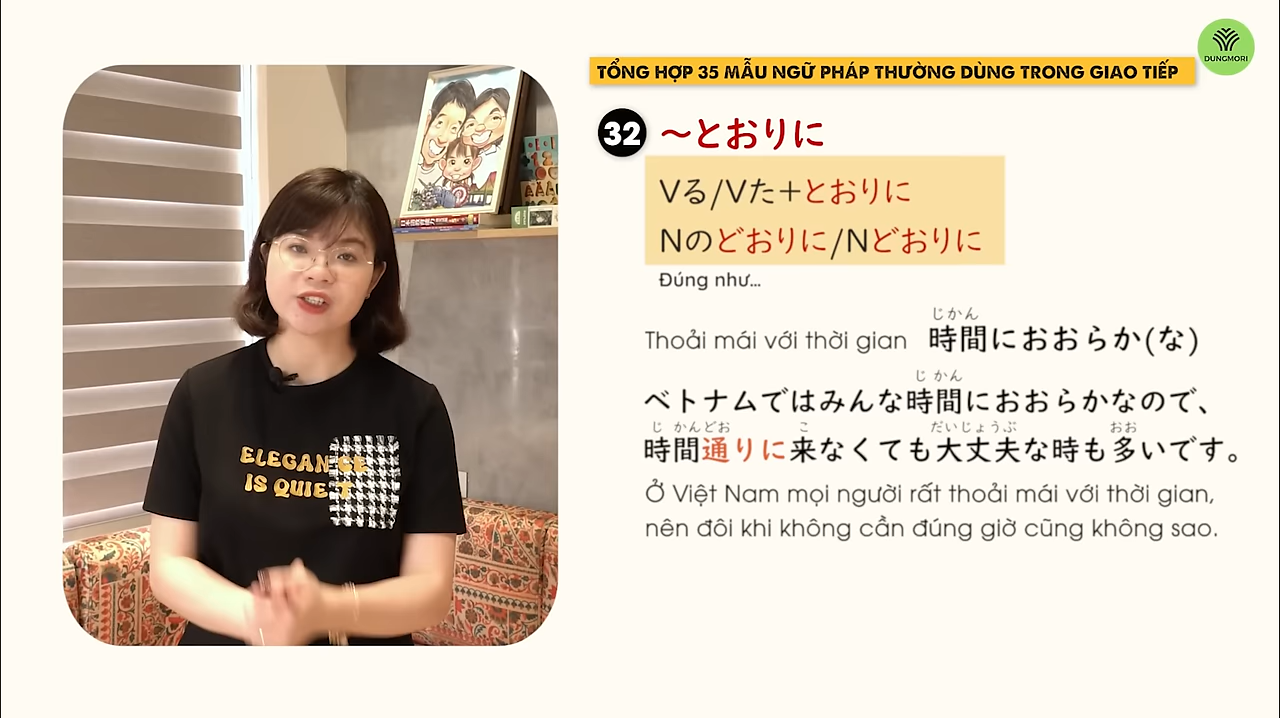 DUNGMORI
TỔNG HỢP 35 MẪU NGỮ PHÁP THƯỜNG DÙNG TRONG GIAO TIẾP
32 〜とおりに
Vる/Vた+とおりに
Nのどおりに/Nどおりに
Đúng như...
じかん
Thoải mái với thời gian 時間におおらか(な)
じかん
ベトナムではみんな時間におおらかなので、
じ かんどお こ だいじょうぶ おお
時間通りに来なくても大丈夫な時も多いです。
Ở Việt Nam mọi người rất thoải mái với thời gian,
nên đôi khi không cần đúng giờ cũng không sao.
ELEGANCE
IS QUIET